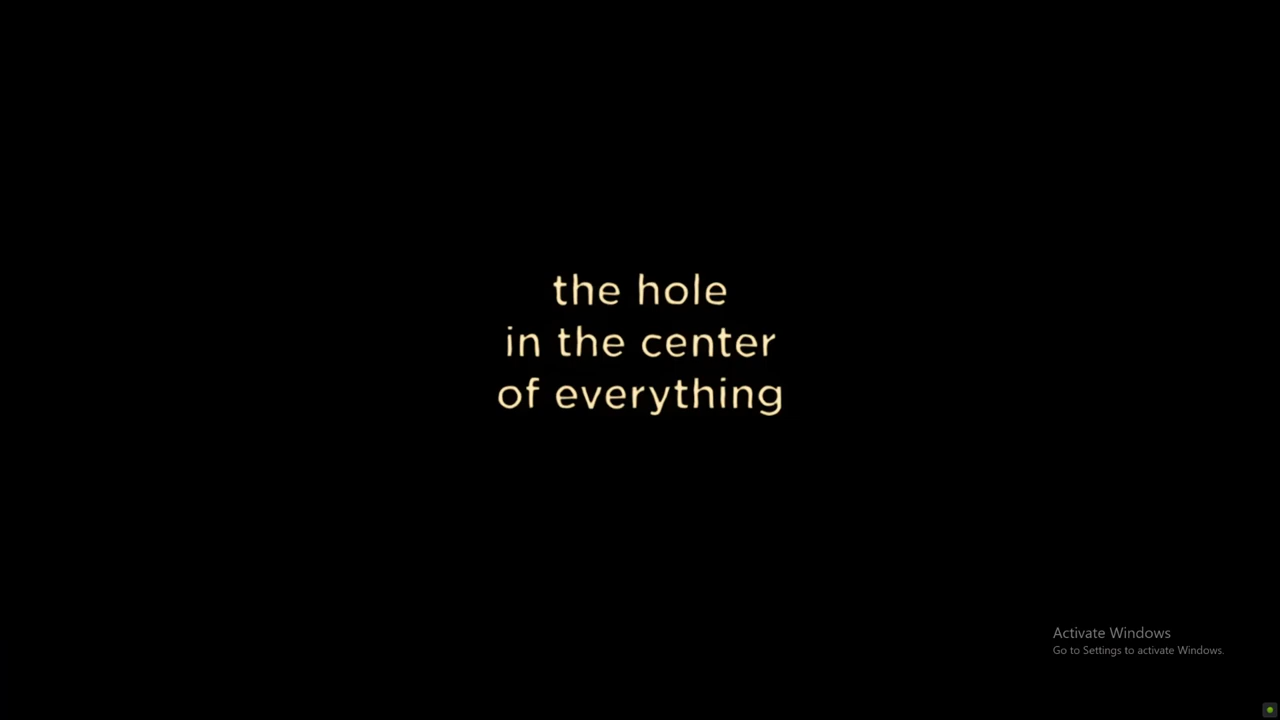 the hole
in the center
of everything
Activate Windows
Go to Settings to activate Windows.